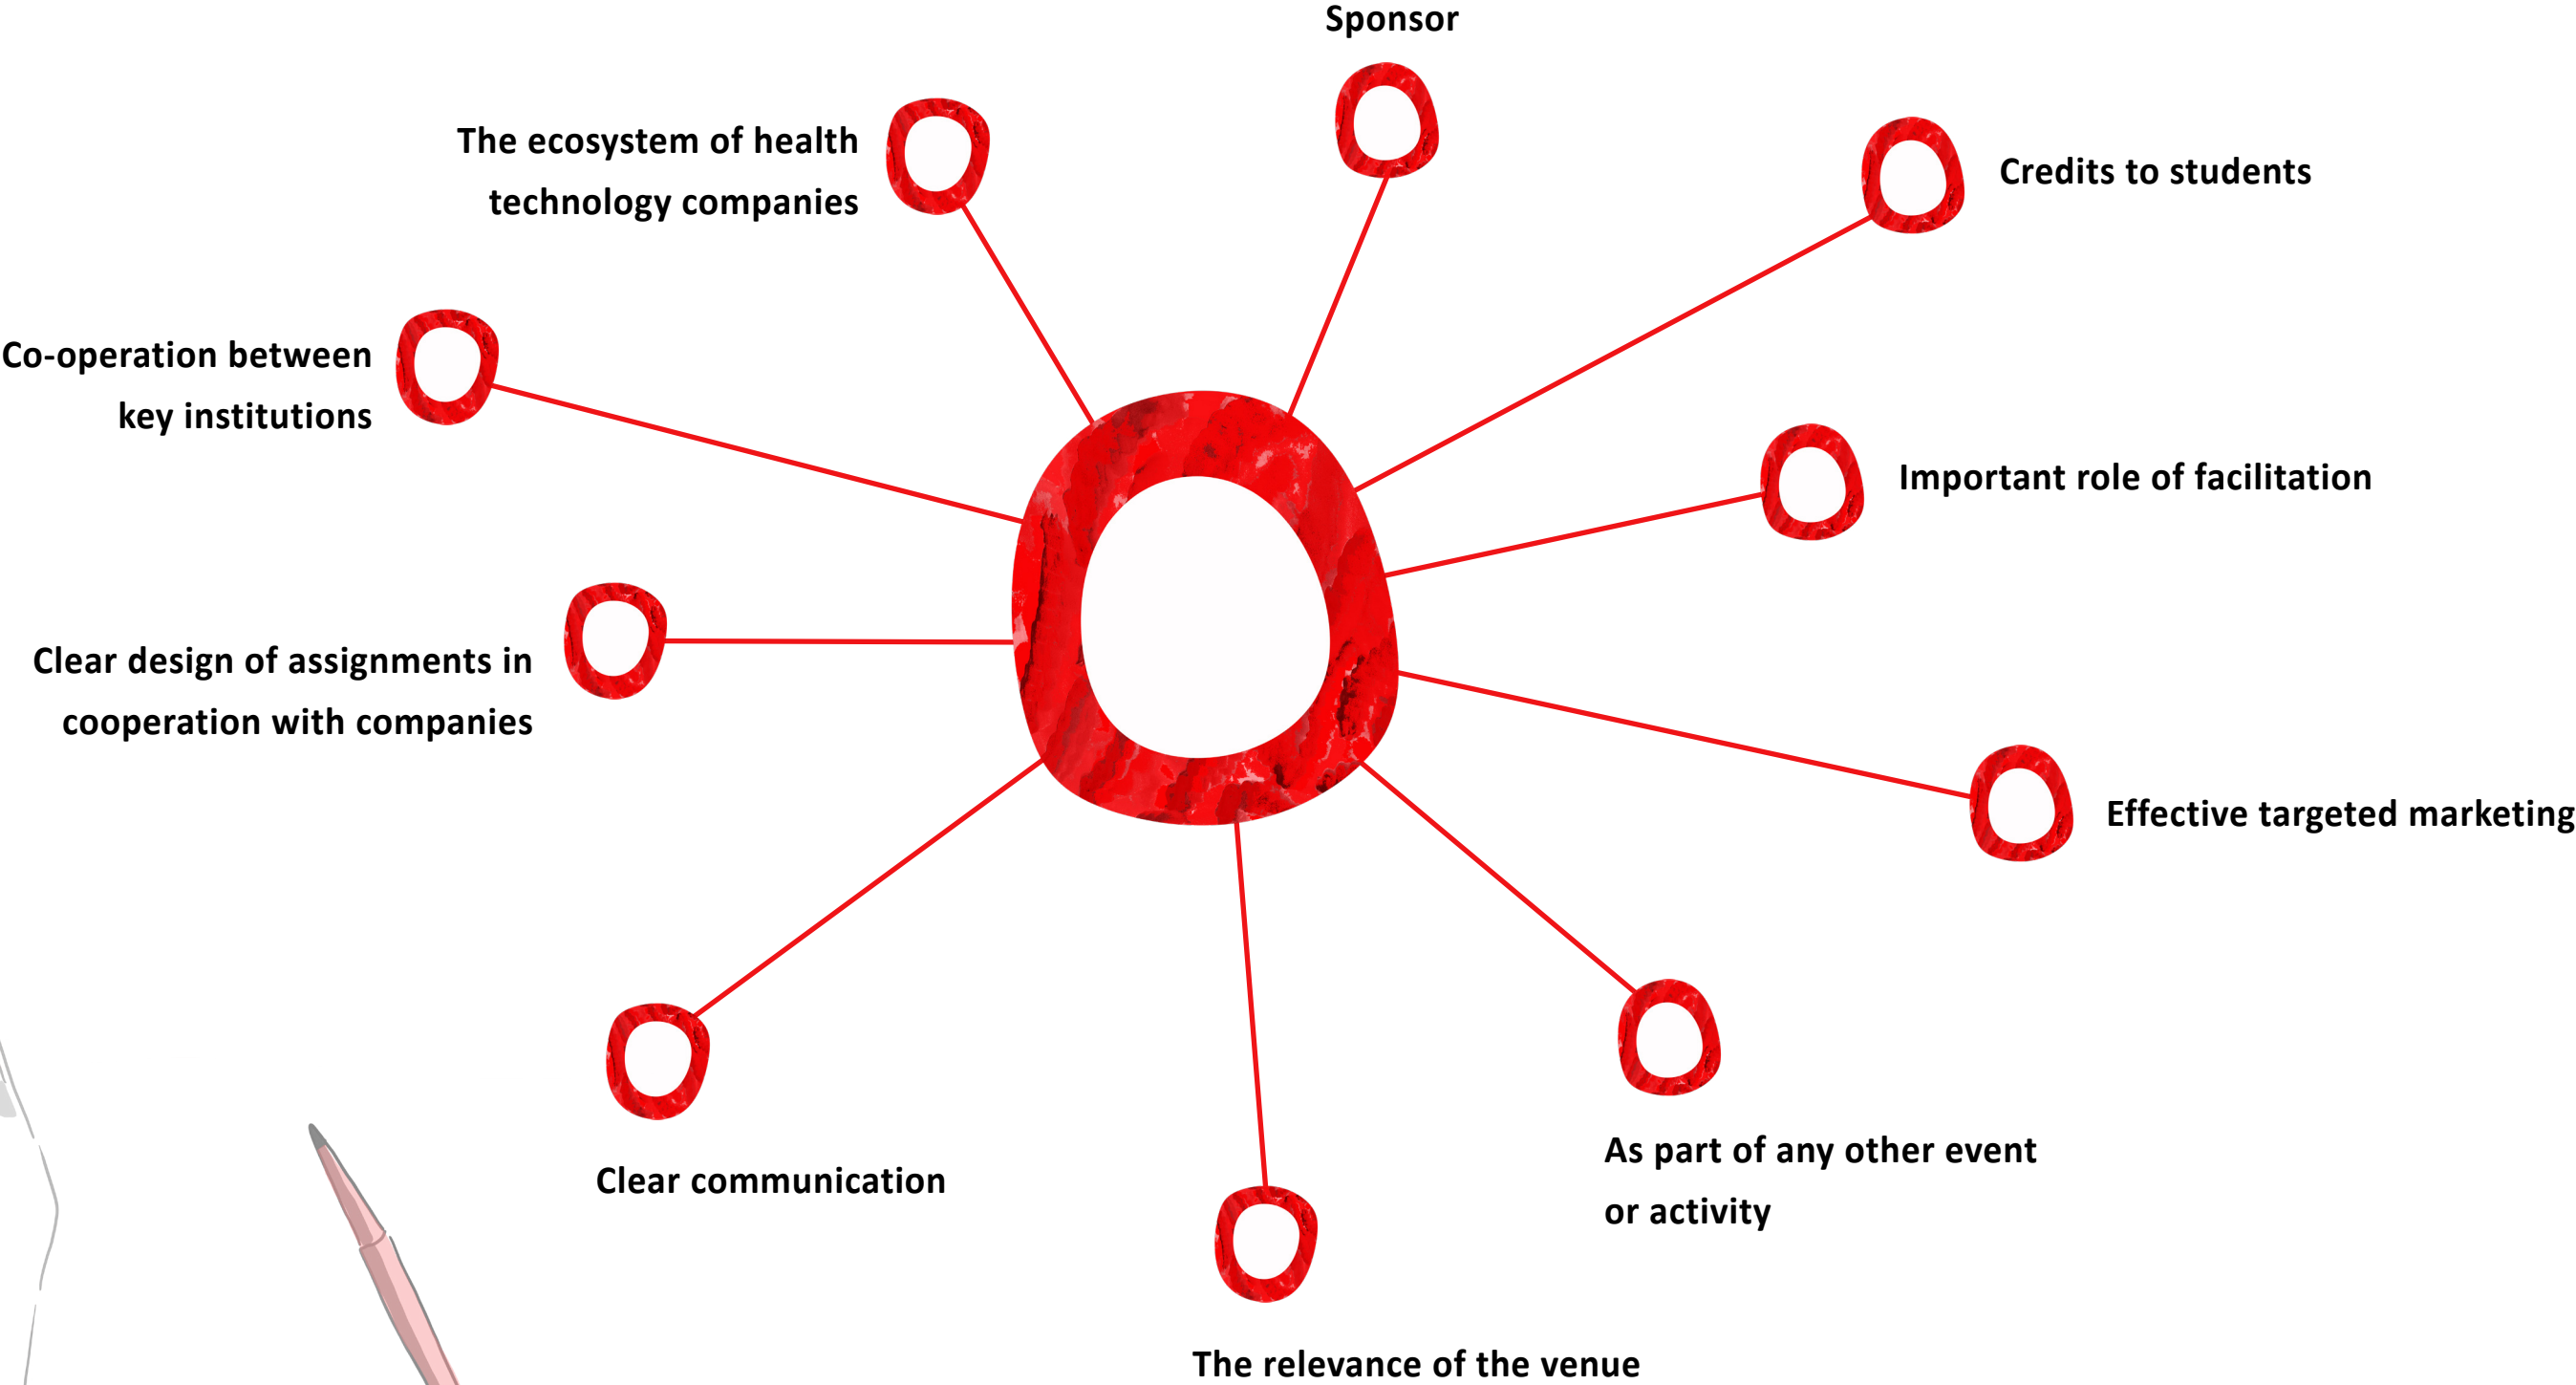 Sponsor
The ecosystem of health
technology companies
Credits to students
Co-operation between
key institutions
Important role of facilitation
Clear design of assignments in
cooperation with companies
Effective targeted marketing
Clear communication
As part of any other event
or activity
The relevance of the venue